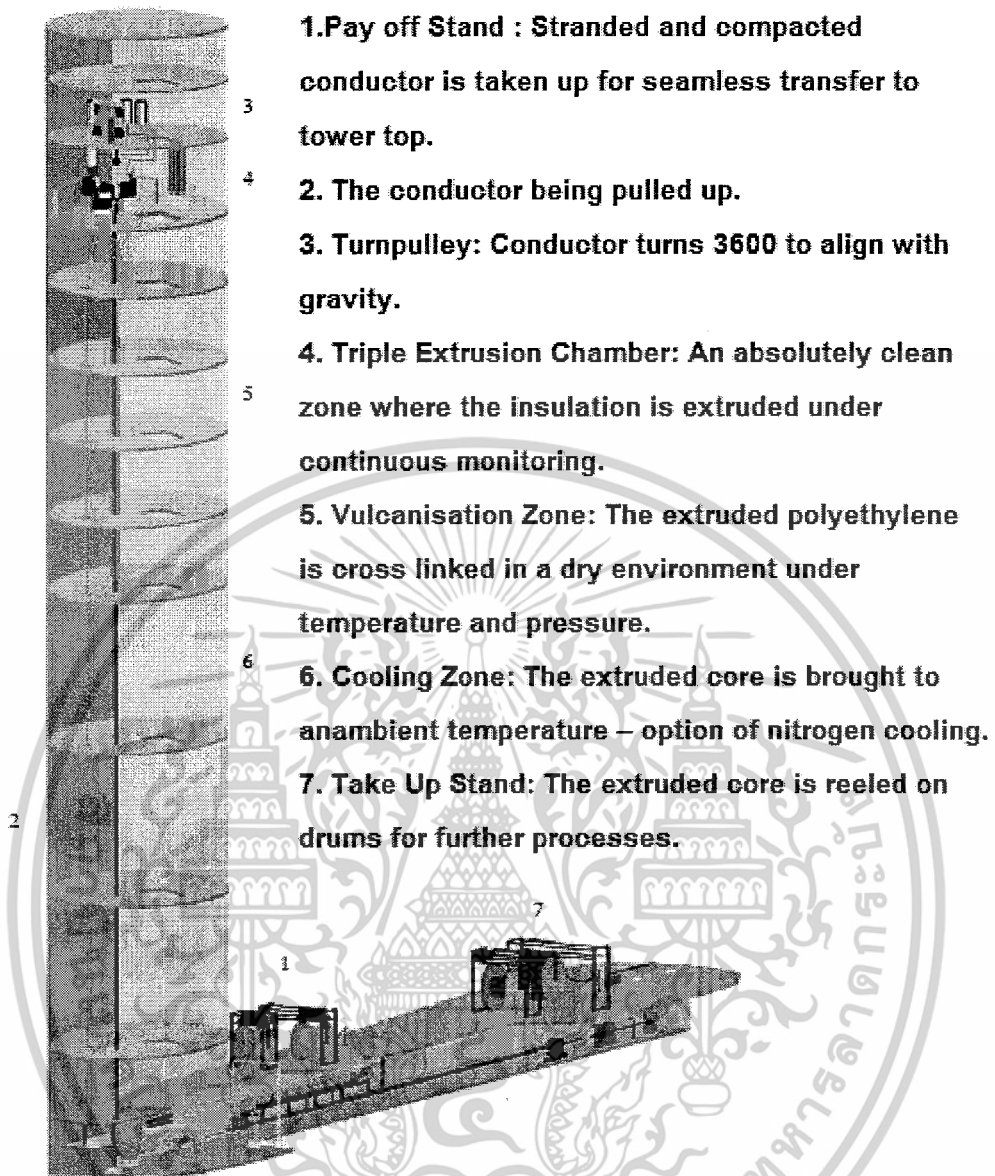 1.Pay off Stand : Stranded and compacted
conductor is taken up for seamless transfer to
tower top.
2. The conductor being pulled up.
3. Turnpulley: Conductor turns 3600 to align with
gravity.
4. Triple Extrusion Chamber: An absolutely clean
zone where the insulation is extruded under
continuous monitoring.
5. Vulcanisation Zone: The extruded polyethylene
is cross linked in a dry environment under
temperature and pressure.
6. Cooling Zone: The extruded core is brought to
anambient temperature – option of nitrogen cooling.
7. Take Up Stand: The extruded core is reeled on
drums for further processes.
3
4
5
6
2
7
1